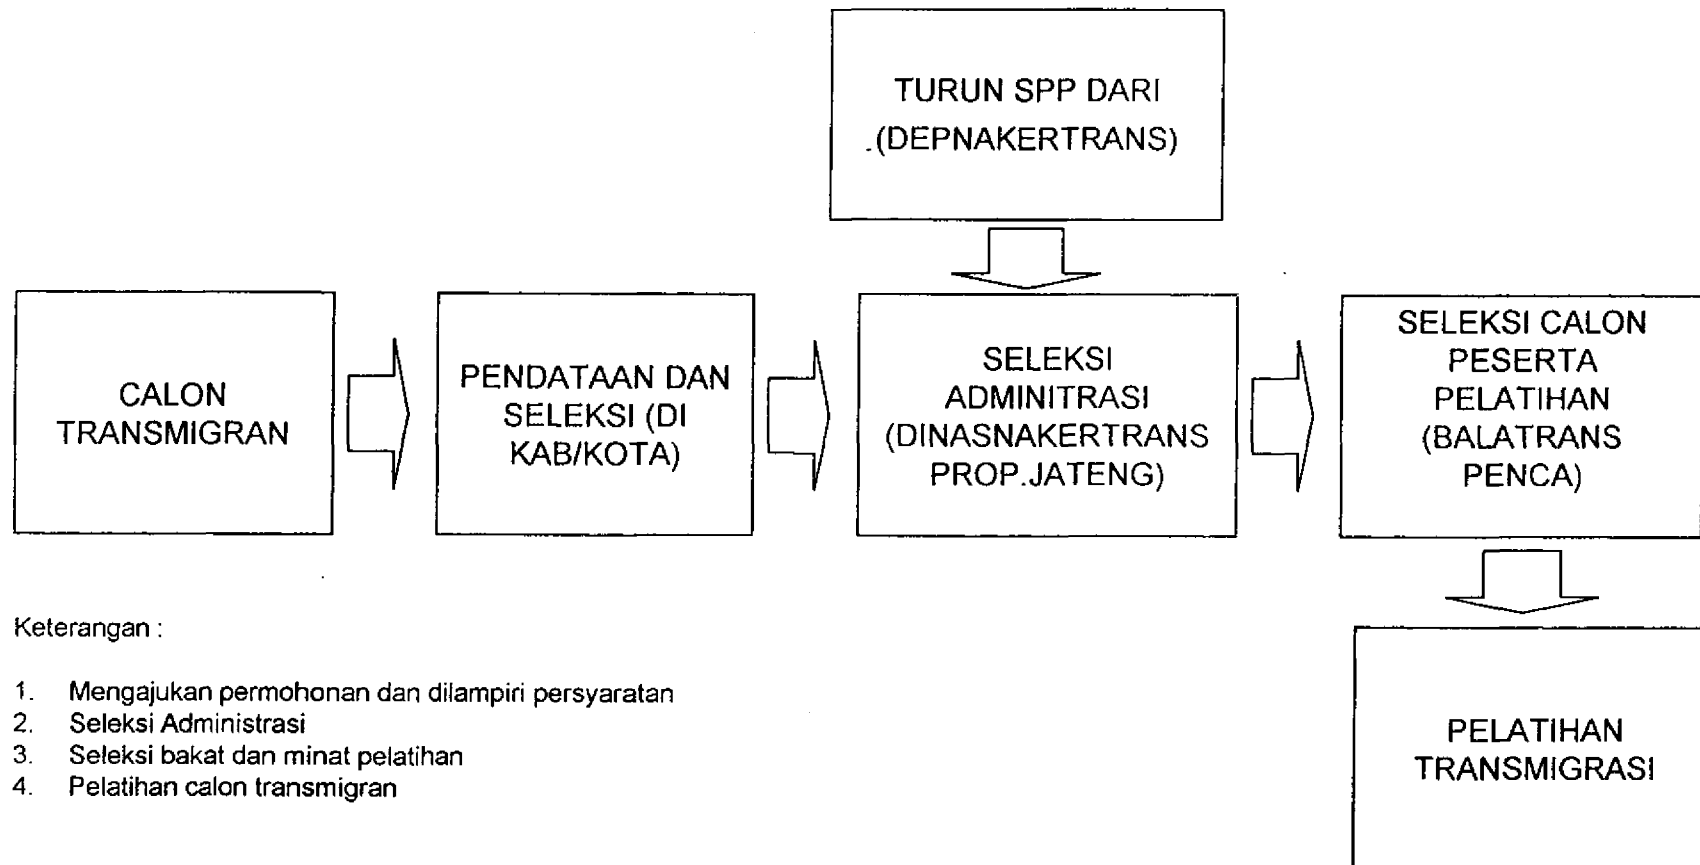 TURUN SPP DARI
(DEPNAKERTRANS)
CALON
TRANSMIGRAN
PENDATAAN DAN
SELEKSI (DI
KAB/KOTA)
SELEKSI
ADMINITRASI
(DINASNAKERTRANS
PROP.JATENG)
SELEKSI CALON
PESERTA
PELATIHAN
(BALATRANS
PENCA)
PELATIHAN
TRANSMIGRASI
Keterangan :
1. Mengajukan permohonan dan dilampiri persyaratan
2. Seleksi Administrasi
3. Seleksi bakat dan minat pelatihan
4. Pelatihan calon transmigran